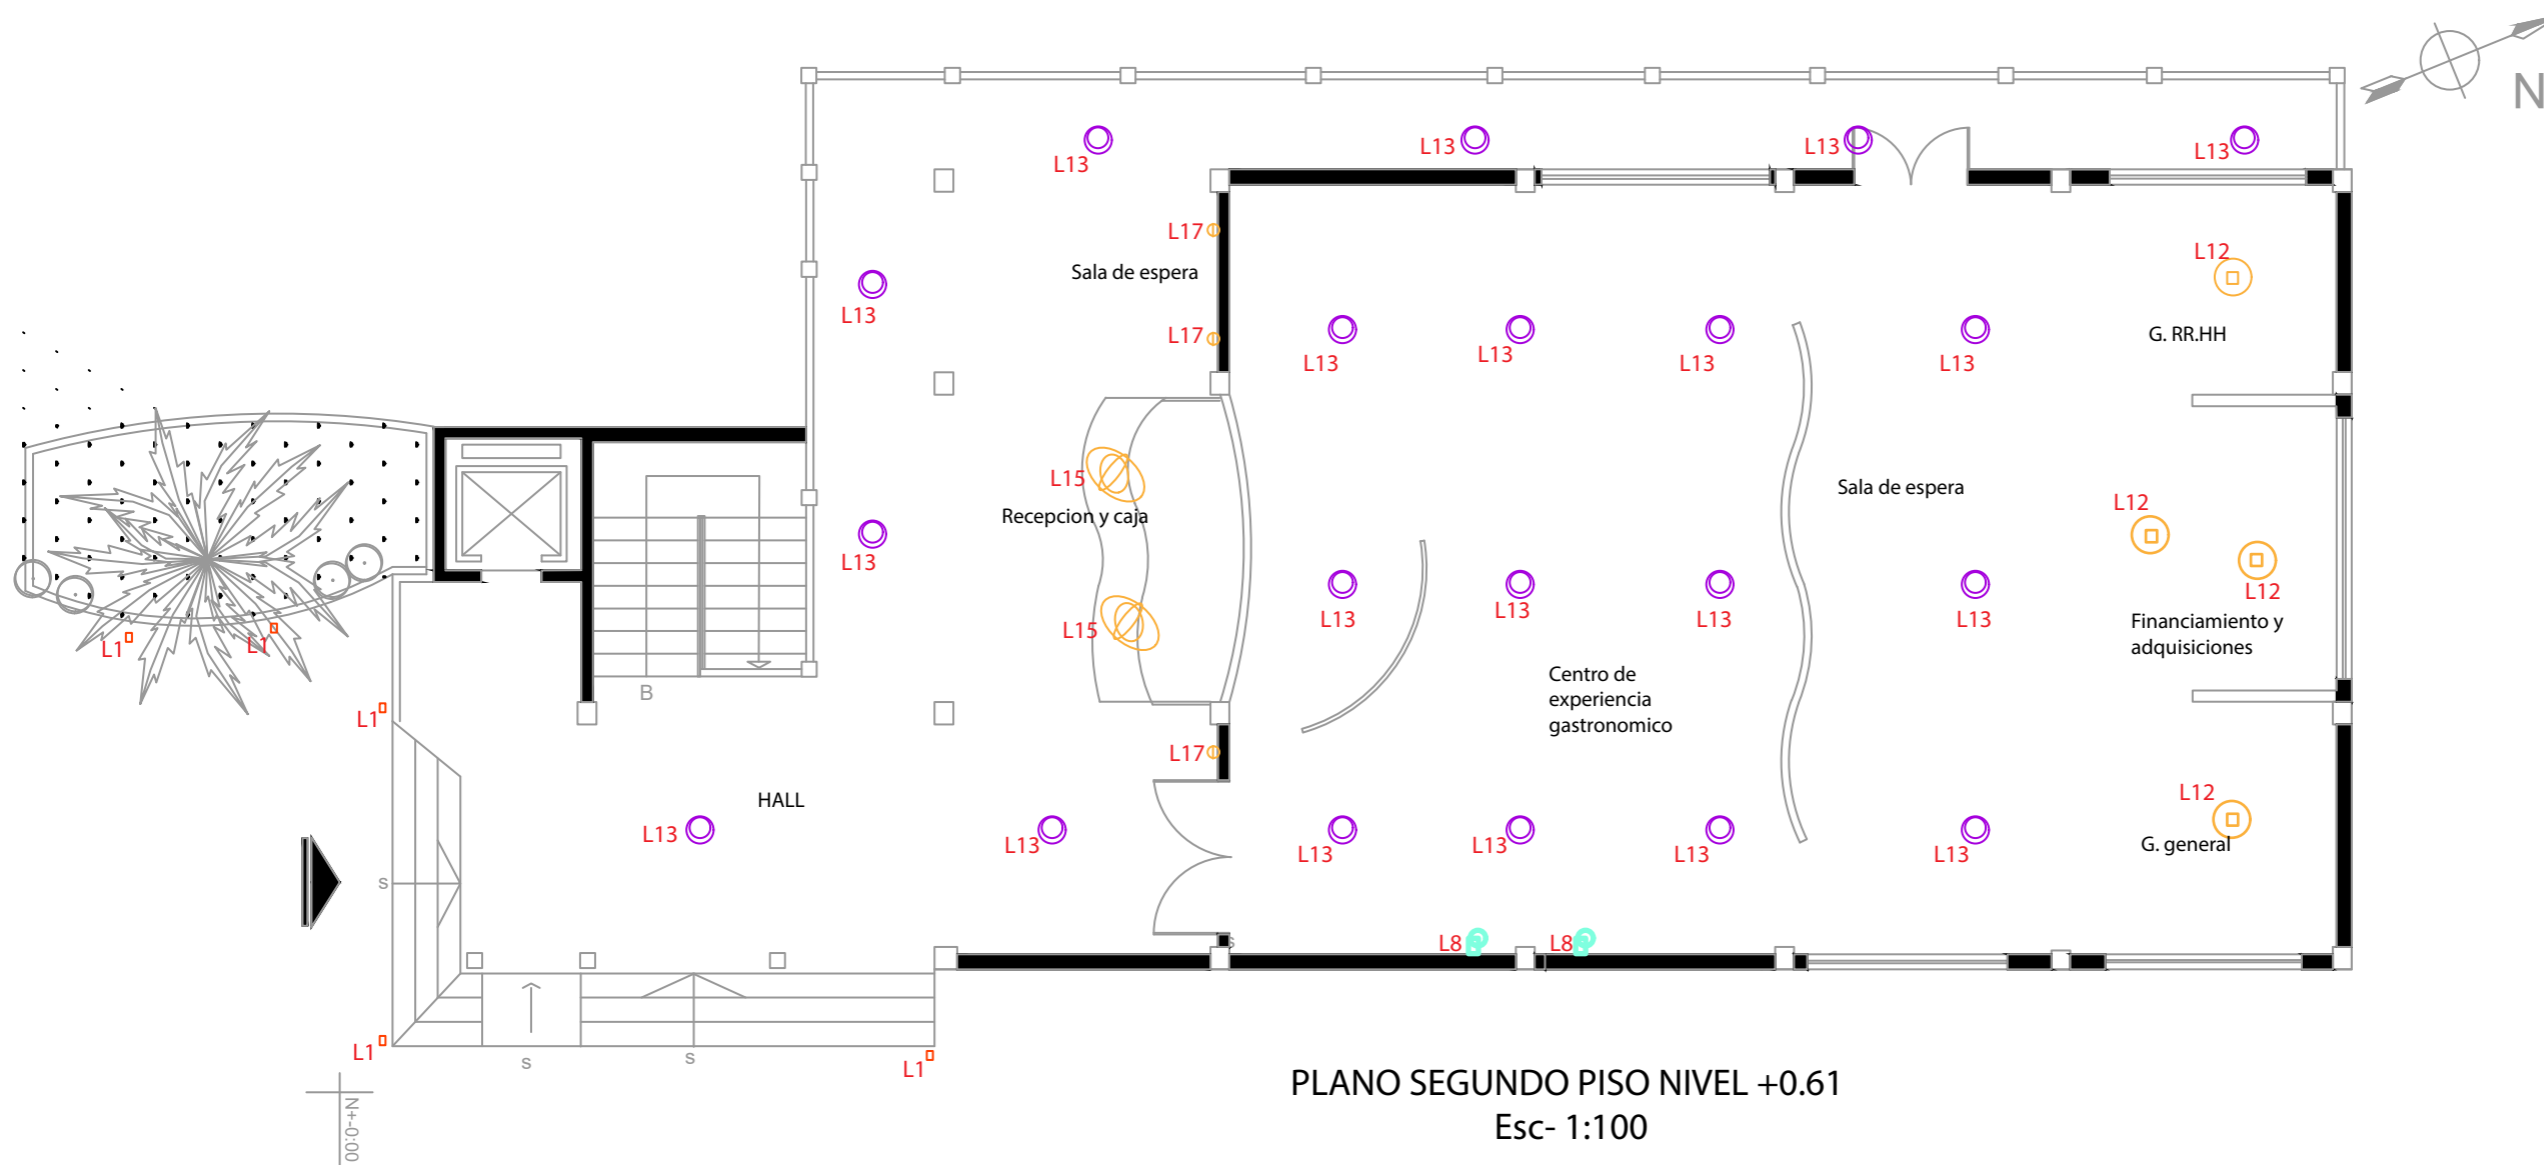 N
L13
L13
L13
L13
L17
Sala de espera
L12
L13
L17
G. RR.HH
L13
L13
L13
L13
L15
Sala de espera
L12
Recepcion y caja
L13
L12
L13
L13
L13
L13
L15
Financiamiento y
adquisiciones
L1
L1
B
Centro de
experiencia
gastronomico
L1
L17
HALL
L12
L13
L13
L13
L13
L13
L13
G. general
s
s
L8
L8
L1
s
s
L1
PLANO SEGUNDO PISO NIVEL +0.61
Esc- 1:100
N+-0:00